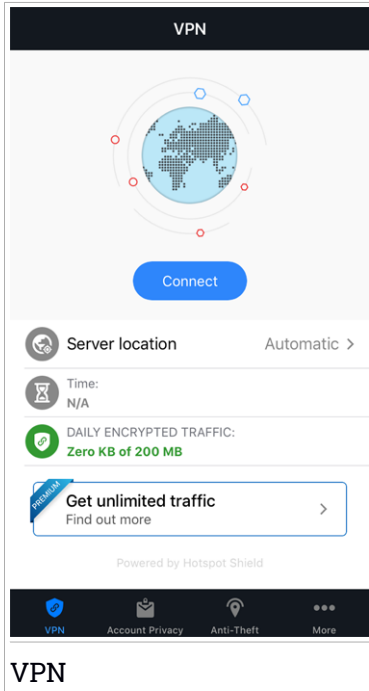 VPN
Connect
Server location Automatic >
Time:
N/A
DAILY ENCRYPTED TRAFFIC:
Zero KB of 200 MB
PREMIUM
Get unlimited traffic
Find out more
Powered by Hotspot Shield
VPN Account Privacy Anti-Theft More
VPN